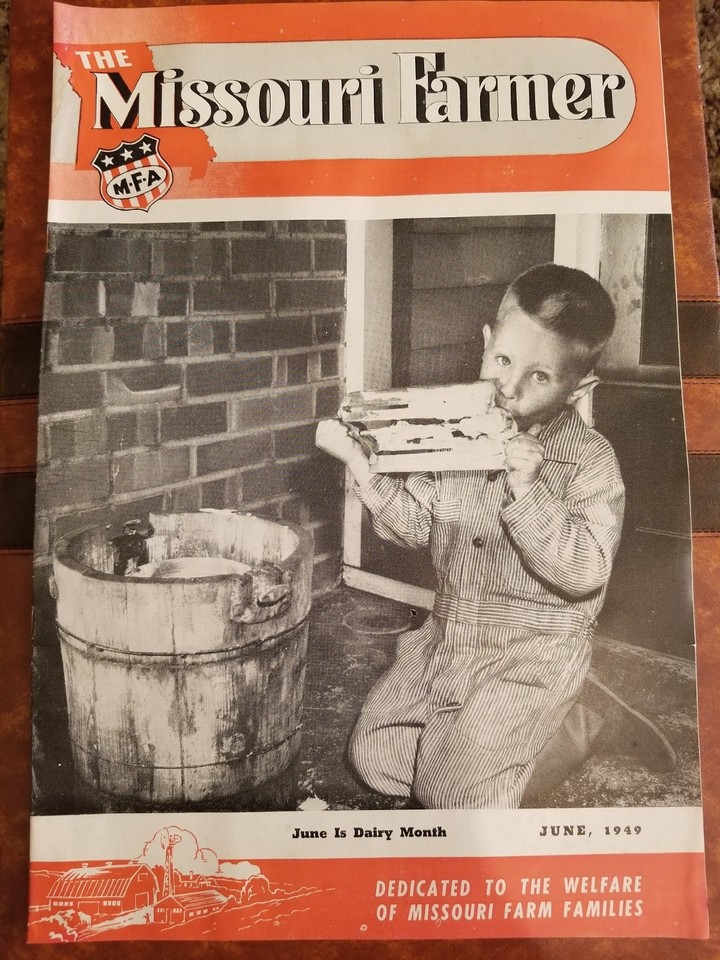 THE
Missouri Farmer
M·F·A
June Is Dairy Month
JUNE, 1949
DEDICATED TO THE WELFARE
OF MISSOURI FARM FAMILIES